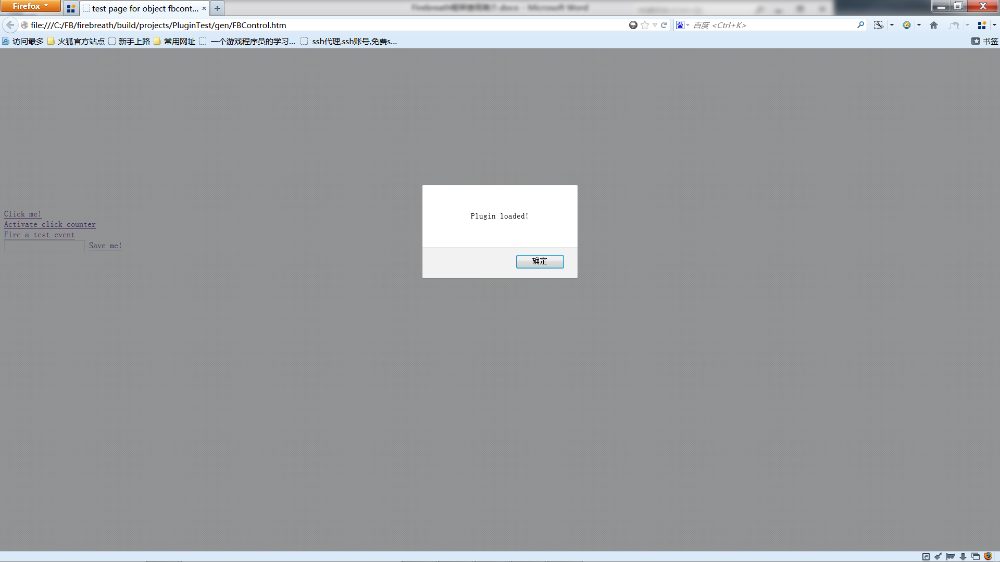 Firefox
test page for object fbcont...
file:///C:/FB/firebreath/build/projects/PluginTest/gen/FBControl.htm
百度 <Ctrl+K>
访问最多 火狐官方站点 新手上路 常用网址 一个游戏程序员的学习... ssh代理,ssh账号,免费s...
书签
Click me!
Activate click counter
Fire a test event
Save me!
Plugin loaded!
确定